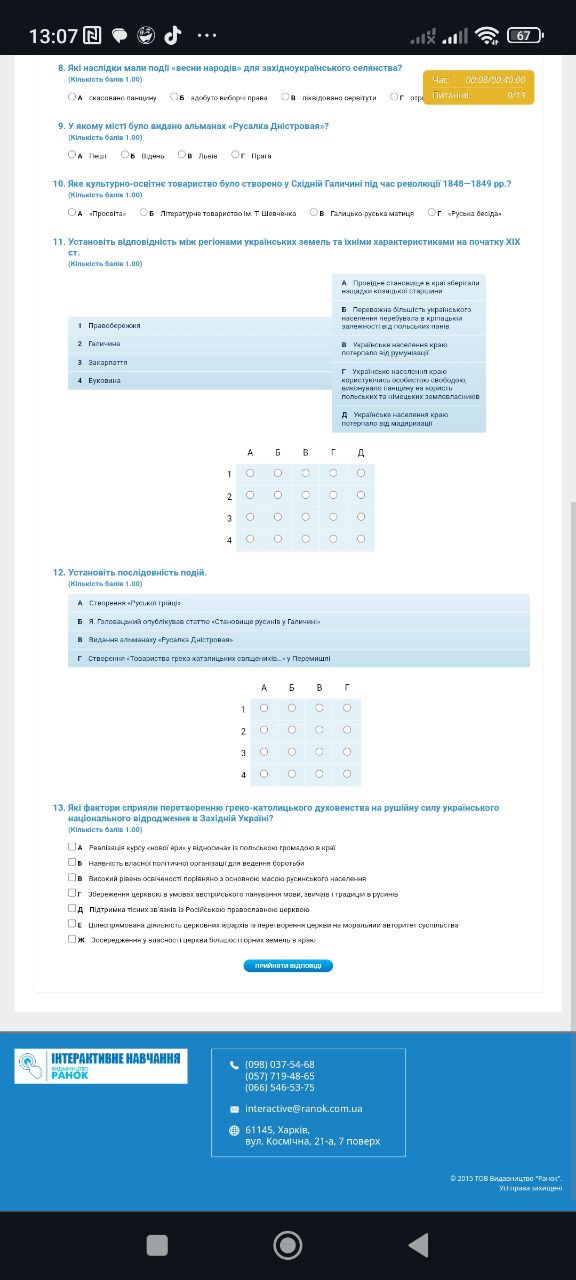 13:07
67
8. Які наслідки мали події «весни народів» для західноукраїнського селянства?
(Кількість балів 1.00)
Час: 00:08/00:40:00
Питання: 0/13
А скасовано панщину Б здобуто виборчі права В ліквідовано сервітути Г
9. У якому місті було видано альманах «Русалка Дністровая»?
(Кількість балів 1.00)
А Пешт Б Відень В Львів Г Прага
10. Яке культурно-освітнє товариство було створено у Східній Галичині під час революції 1848—1849 рр.?
(Кількість балів 1.00)
А «Просвіта» Б Літературне товариство ім. Т. Шевченка В Галицько-руська матиця Г «Руська бесіда»
11. Установіть відповідність між регіонами українських земель та їхніми характеристиками на початку XIX
ст.
(Кількість балів 1.00)
1 Правобережжя
2 Галичина
3 Закарпаття
4 Буковина
А Провідне становище в краї зберігали
нащадки козацької старшини
Б Переважна більшість українського
населення перебувала в кріпацькій
залежності від польських панів
В Українське населення краю
потерпало від румунізації
Г Українське населення краю
користуючись особистою свободою,
виконувало панщину на користь
польських та німецьких землевласників
Д Українське населення краю
потерпало від мадяризації
А Б В Г Д
1
2
3
4
12. Установіть послідовність подій.
(Кількість балів 1.00)
А Створення «Руської трійці»
Б Я. Головацький опублікував статтю «Становище русинів у Галичині»
В Видання альманаху «Русалка Дністровая»
Г Створення «Товариства греко-католицьких священиків...» у Перемишлі
А Б В Г
1
2
3
4
13. Які фактори сприяли перетворенню греко-католицького духовенства на рушійну силу українського
національного відродження в Західній Україні?
(Кількість балів 1.00)
А Реалізація курсу «нової ери» у відносинах із польською громадою в краї
Б Наявність власної політичної організації для ведення боротьби
В Високий рівень освіченості порівняно з основною масою русинського населення
Г Збереження церквою в умовах австрійського панування мови, звичаїв і традицій в русинів
Д Підтримка тісних зв'язків із Російською православною церквою
Е Цілеспрямована діяльність церковних ієрархів із перетворення церкви на моральний авторитет суспільства
Ж Зосередження у власності церкви більшості орних земель в краю
ПРИЙНЯТИ ВІДПОВІДІ
ІНТЕРАКТИВНЕ НАВЧАННЯ
ВИДАВНИЦТВО
РАНОК
(098) 037-54-68
(057) 719-48-65
(066) 546-53-75
interactive@ranok.com.ua
61145, Харків,
вул. Космічна, 21-а, 7 поверх
© 2015 ТОВ Видавництво "Ранок".
Усі права захищені